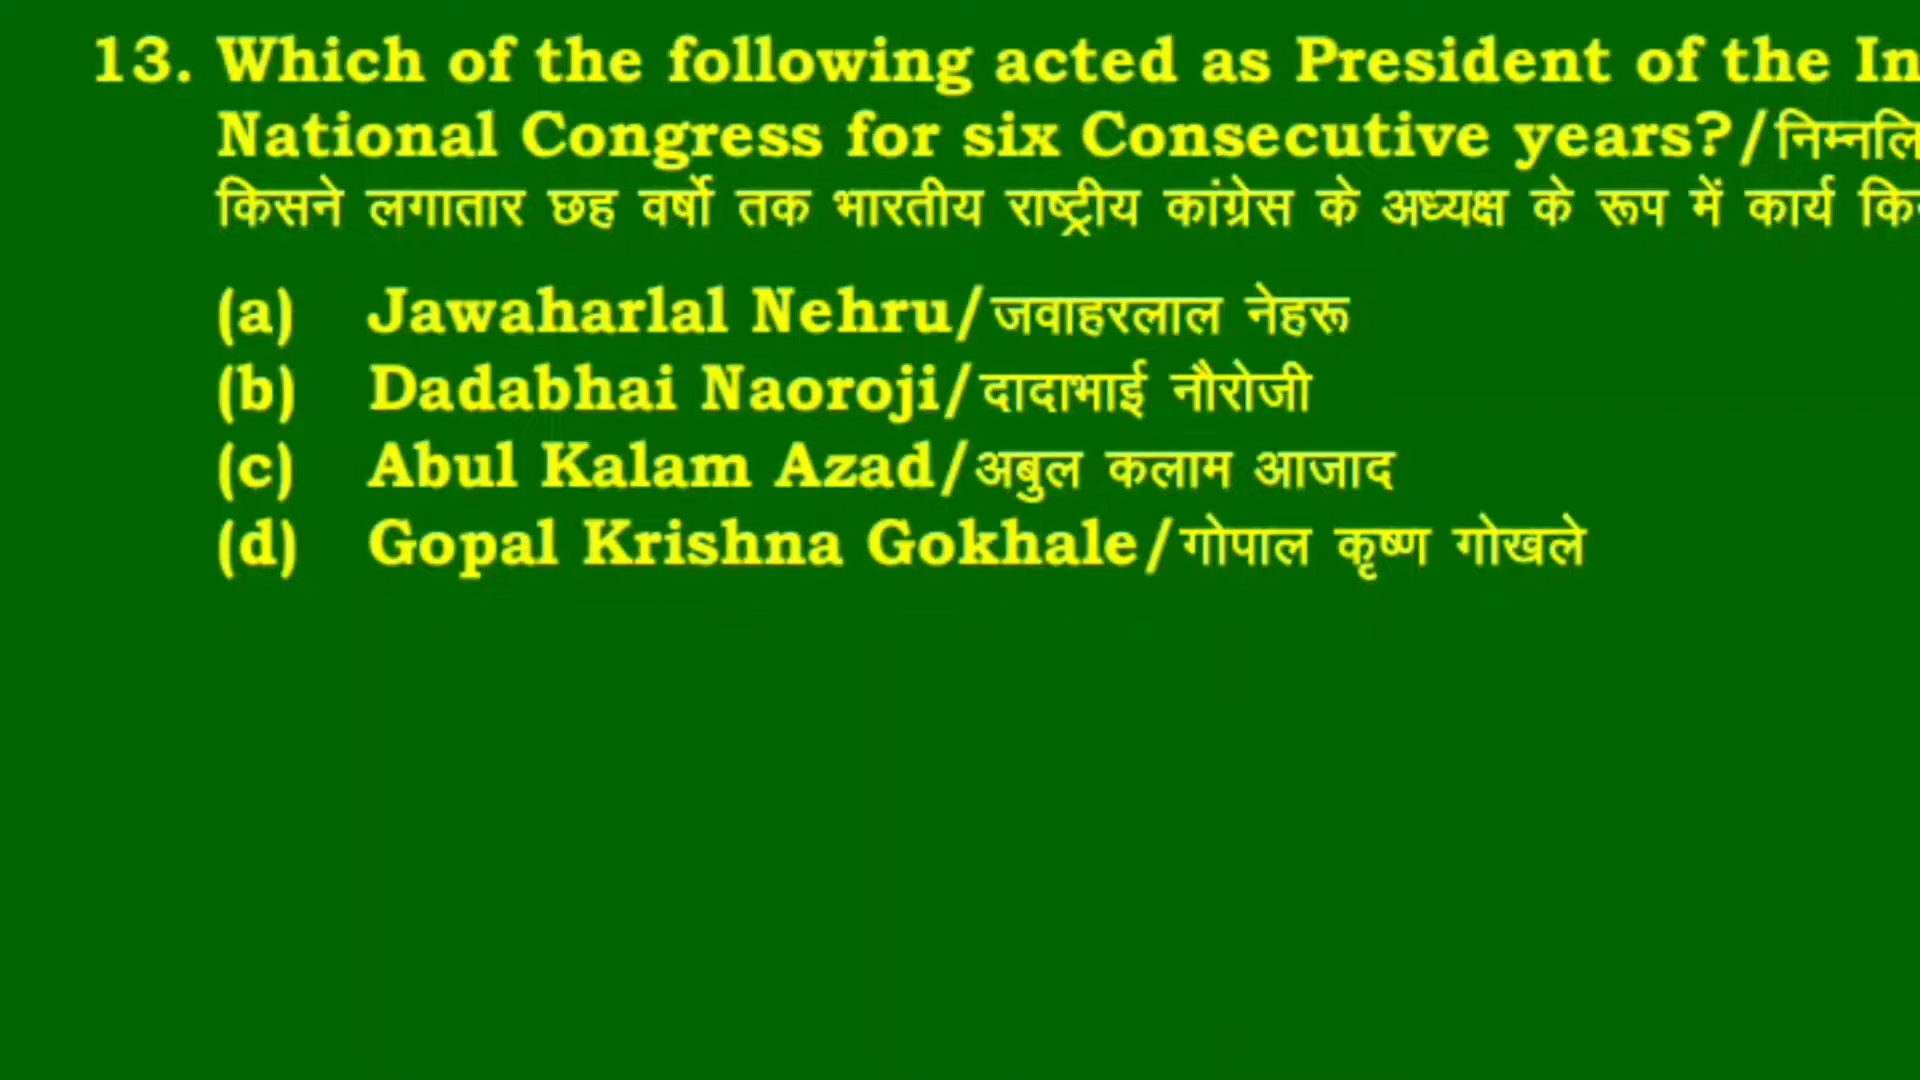 13. Which of the following acted as President of the In
National Congress for six Consecutive years?/निम्नलि
किसने लगातार छह वर्षो तक भारतीय राष्ट्रीय कांग्रेस के अध्यक्ष के रूप में कार्य कि
(a) Jawaharlal Nehru/जवाहरलाल नेहरू
(b) Dadabhai Naoroji/दादाभाई नौरोजी
(c) Abul Kalam Azad/अबुल कलाम आजाद
(d) Gopal Krishna Gokhale/गोपाल कृष्ण गोखले